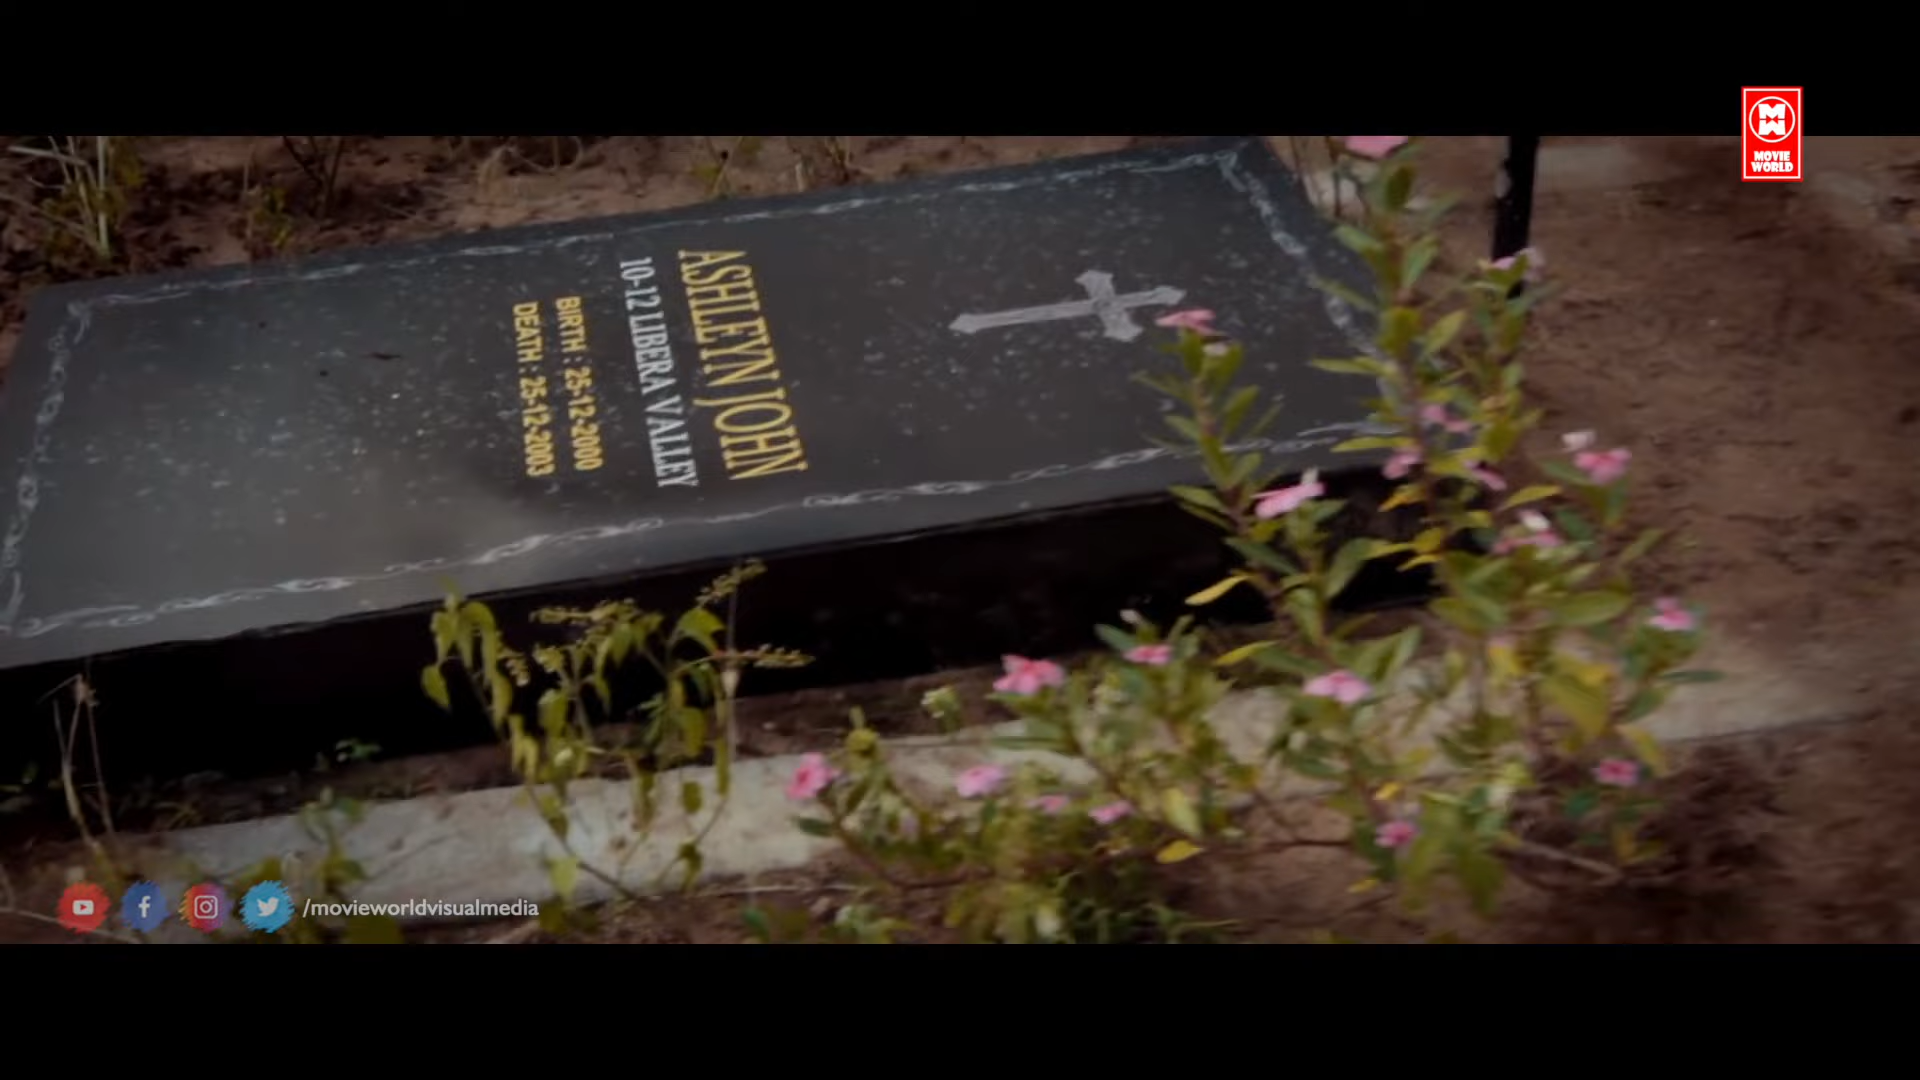 MOVIE
WORLD
ASHLEYN JOHN
10-12 LIBERA VALLEY
BIRTH : 25-12-2000
DEATH : 25-12-2003
/movieworldvisualmedia